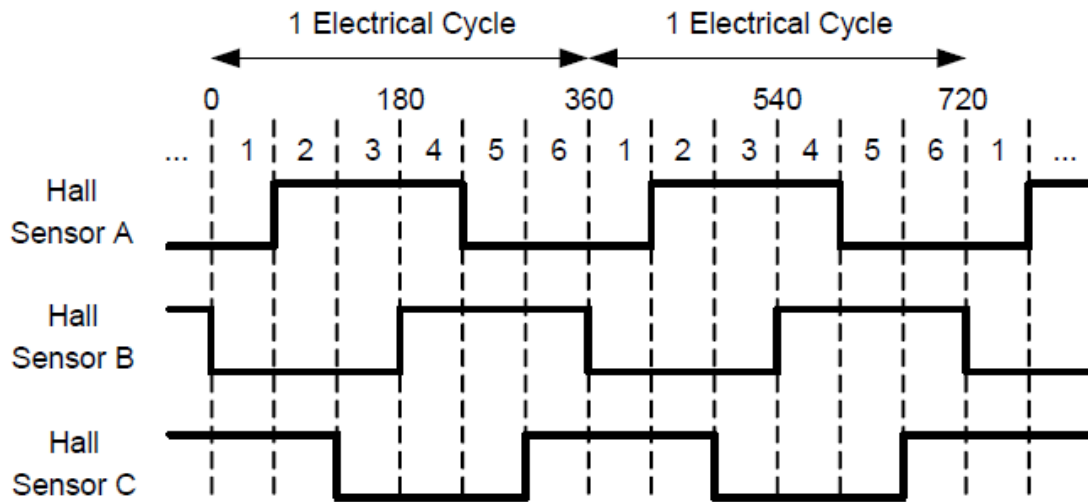 1 Electrical Cycle 1 Electrical Cycle
0 180 360 540 720
... 1 2 3 4 5 6 1 2 3 4 5 6 1 ...
Hall
Sensor A
Hall
Sensor B
Hall
Sensor C